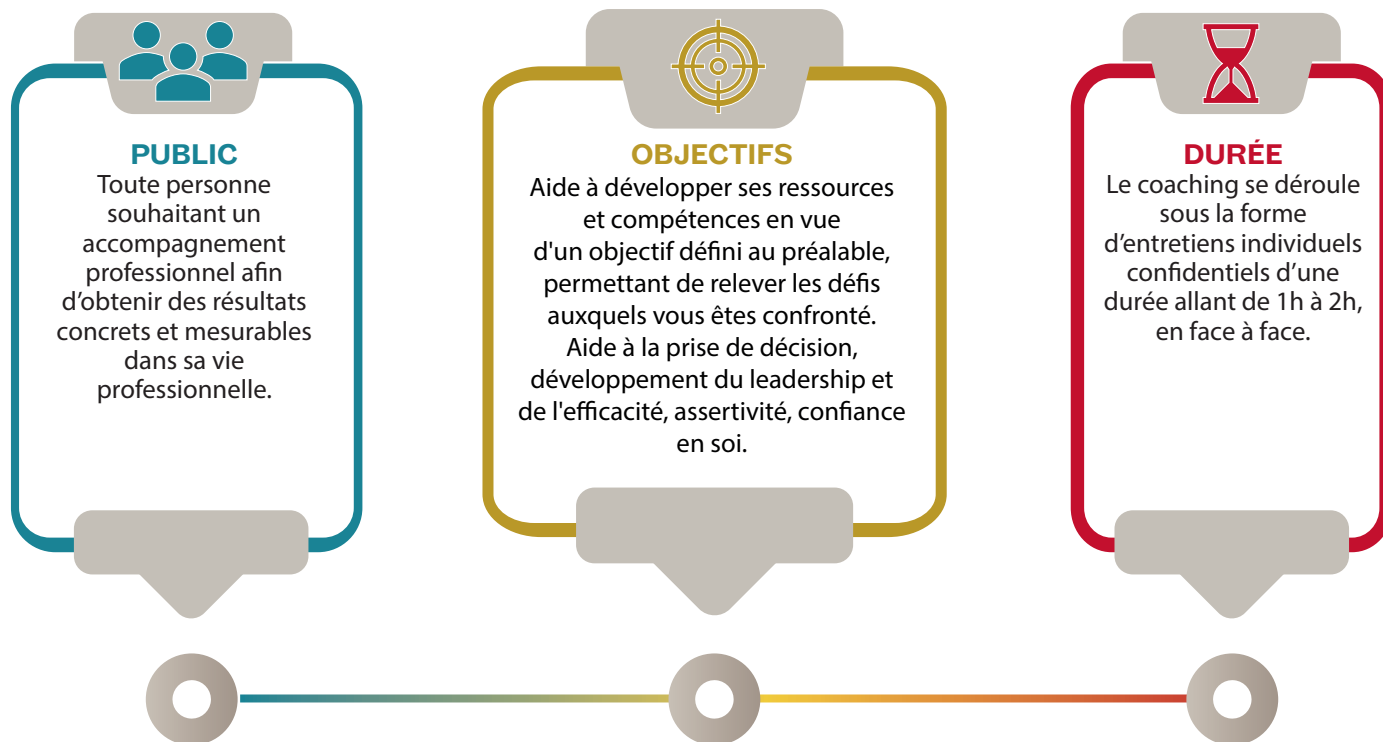 PUBLIC
Toute personne
souhaitant un
accompagnement
professionnel afin
d’obtenir des résultats
concrets et mesurables
dans sa vie
professionnelle.
OBJECTIFS
Aide à développer ses ressources
et compétences en vue
d'un objectif défini au préalable,
permettant de relever les défis
auxquels vous êtes confronté.
Aide à la prise de décision,
développement du leadership et
de l'efficacité, assertivité, confiance
en soi.
DURÉE
Le coaching se déroule
sous la forme
d’entretiens individuels
confidentiels d’une
durée allant de 1h à 2h,
en face à face.